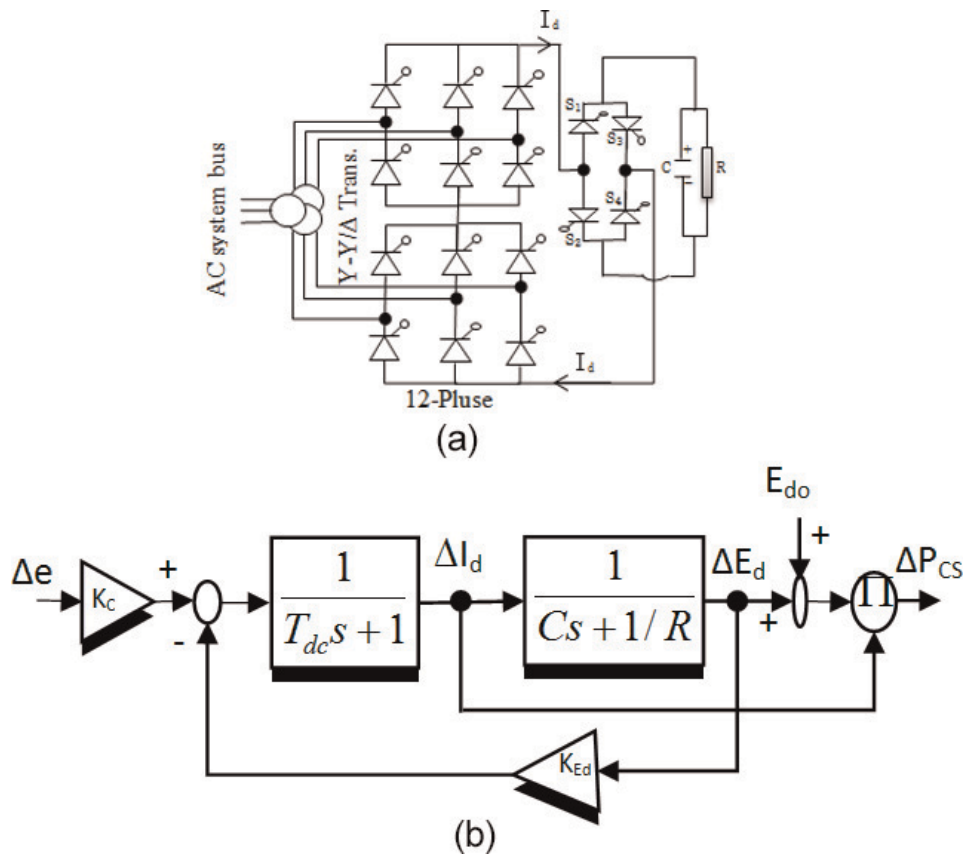 I_d
S_1
S_3
C
+
-
R
S_4
S_2
AC system bus
Y-Y/Δ Trans.
I_d
12-Pluse
(a)
E_do
+
Δe
K_C
+
-
1
T_dc s + 1
ΔI_d
1
Cs + 1/R
ΔE_d
+
Π
ΔP_CS
K_Ed
(b)